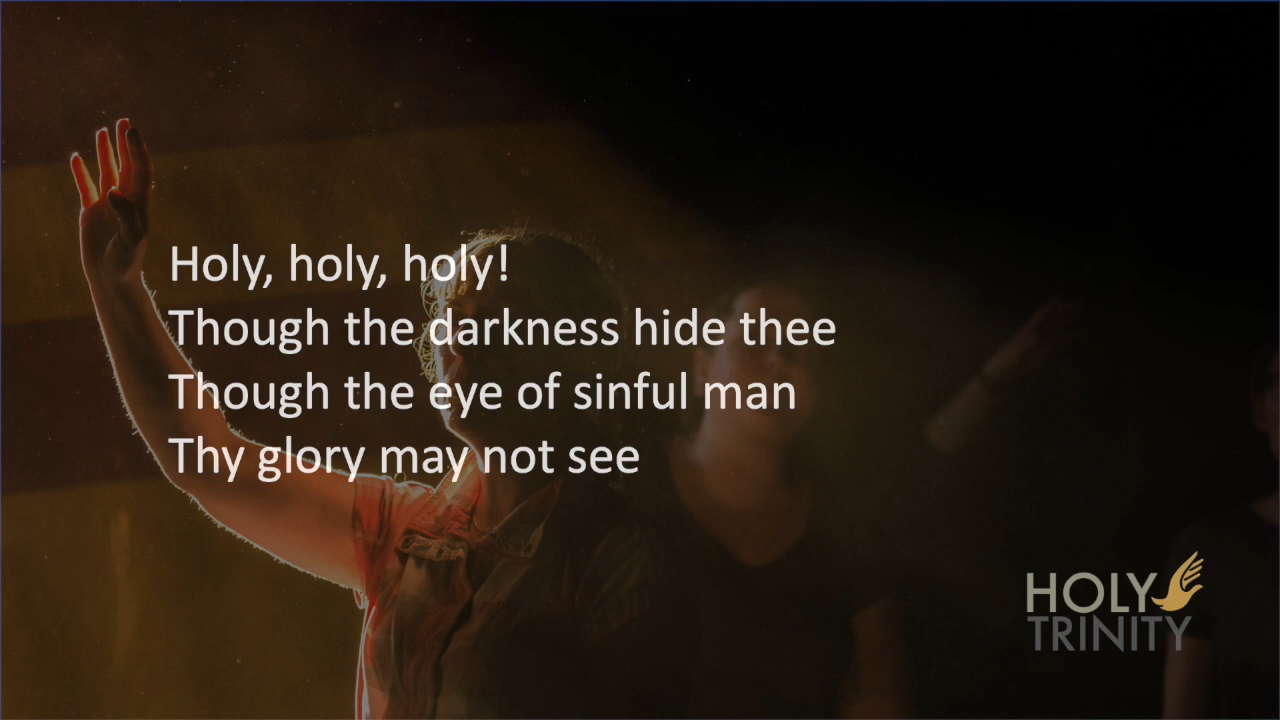 Holy, holy, holy!
Though the darkness hide thee
Though the eye of sinful man
Thy glory may not see
HOLY
TRINITY